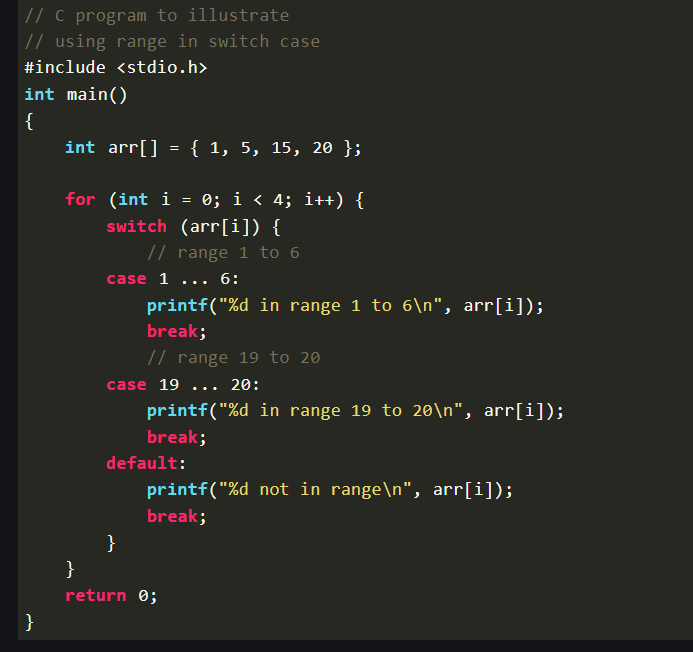 // C program to illustrate
// using range in switch case
#include <stdio.h>
int main()
{
    int arr[] = { 1, 5, 15, 20 };

    for (int i = 0; i < 4; i++) {
        switch (arr[i]) {
            // range 1 to 6
        case 1 ... 6:
            printf("%d in range 1 to 6\n", arr[i]);
            break;
            // range 19 to 20
        case 19 ... 20:
            printf("%d in range 19 to 20\n", arr[i]);
            break;
        default:
            printf("%d not in range\n", arr[i]);
            break;
        }
    }
    return 0;
}